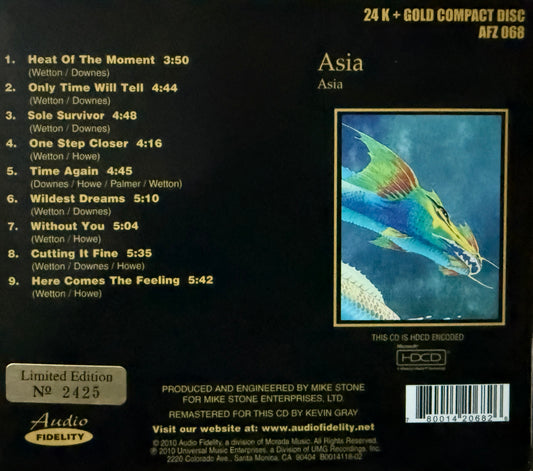 24 K + GOLD COMPACT DISC
AFZ 068
1. Heat Of The Moment 3:50
(Wetton / Downes)
2. Only Time Will Tell 4:44
(Wetton / Downes)
3. Sole Survivor 4:48
(Wetton / Downes)
4. One Step Closer 4:16
(Wetton / Howe)
5. Time Again 4:45
(Downes / Howe / Palmer / Wetton)
6. Wildest Dreams 5:10
(Wetton / Downes)
7. Without You 5:04
(Wetton / Howe)
8. Cutting It Fine 5:35
(Wetton / Downes / Howe)
9. Here Comes The Feeling 5:42
(Wetton / Howe)
Asia
Asia
THIS CD IS HDCD ENCODED
Microsoft
HDCD
Limited Edition
No 2425
Audio
FIDELITY
PRODUCED AND ENGINEERED BY MIKE STONE
FOR MIKE STONE ENTERPRISES, LTD
REMASTERED FOR THIS CD BY KEVIN GRAY
Visit our website at: www.audiofidelity.net
© 2010 Audio Fidelity, a division of Morada Music. All Rights Reserved.
℗ 2010 Universal Music Enterprises, a Division of UMG Recordings, Inc.
2220 Colorado Ave., Santa Monica, CA 90404 B0014118-02
7 80014 20682 6